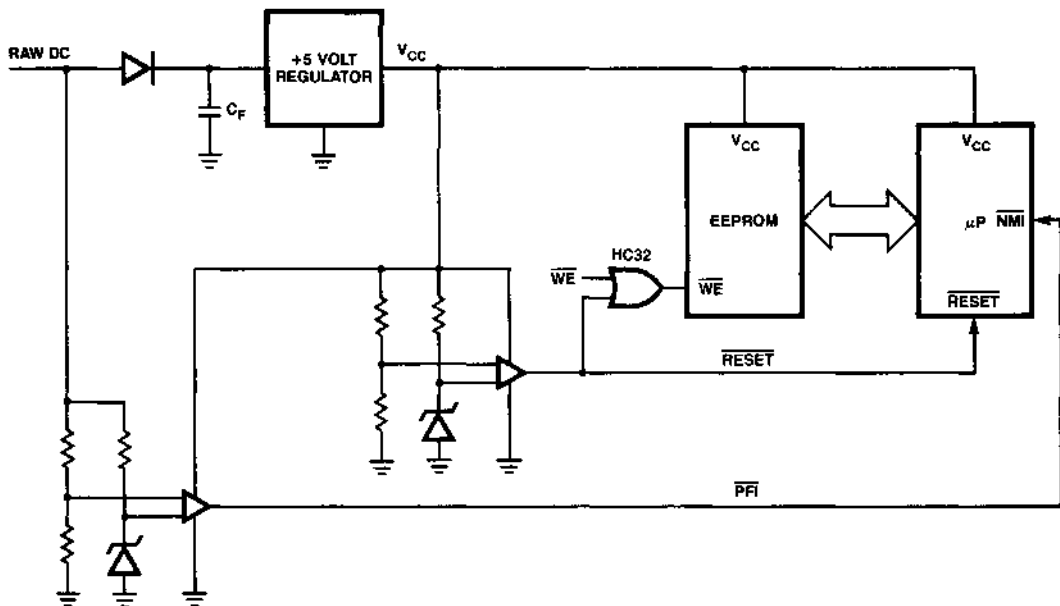 RAW DC
+5 VOLT
REGULATOR
VCC
CF
VCC
EEPROM
VCC
μP NMI
RESET
HC32
WE
WE
RESET
PFI